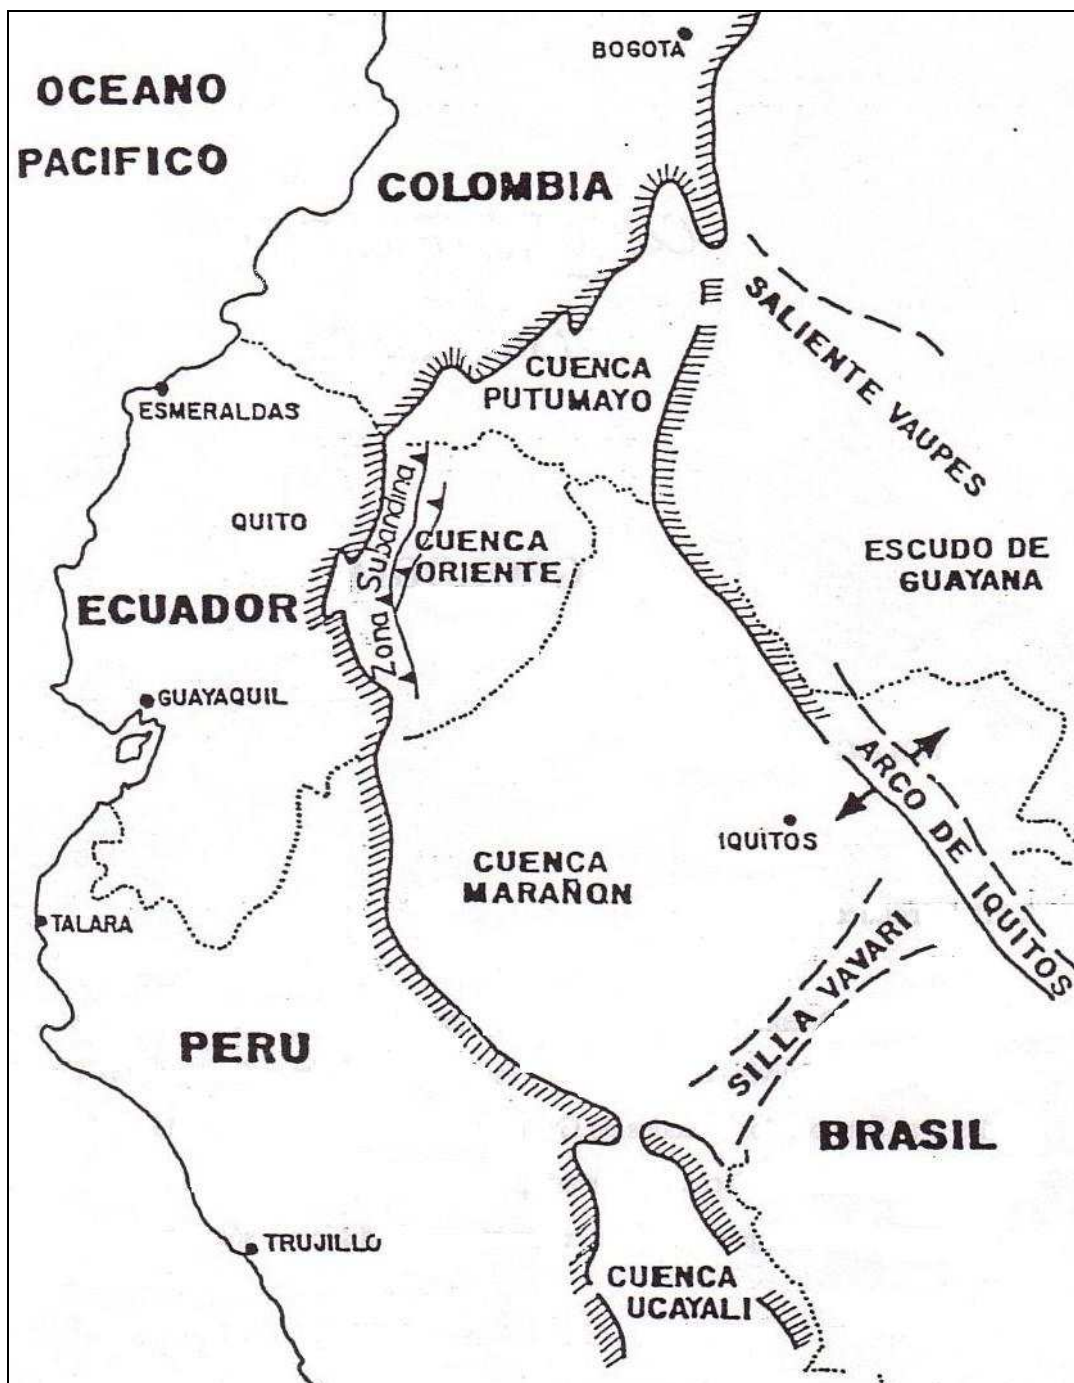 BOGOTA
OCEANO
PACIFICO
COLOMBIA
SALIENTE VAUPES
CUENCA
PUTUMAYO
ESMERALDAS
Zona Subandina
QUITO
CUENCA
ORIENTE
ESCUDO DE
GUAYANA
ECUADOR
GUAYAQUIL
ARCO DE IQUITOS
IQUITOS
CUENCA
MARAÑON
TALARA
SILLA VAVARI
PERU
BRASIL
TRUJILLO
CUENCA
UCAYALI